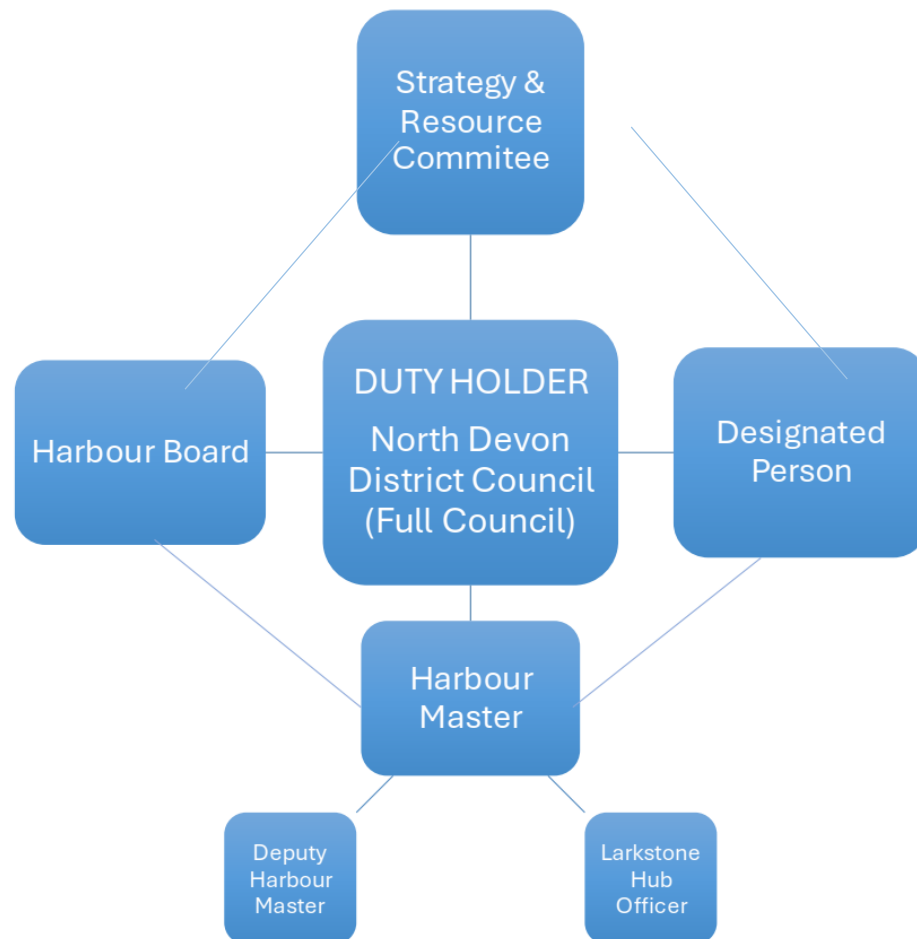 Strategy &
Resource
Commitee
DUTY HOLDER
North Devon
District Council
(Full Council)
Harbour Board
Designated
Person
Harbour
Master
Deputy
Harbour
Master
Larkstone
Hub
Officer